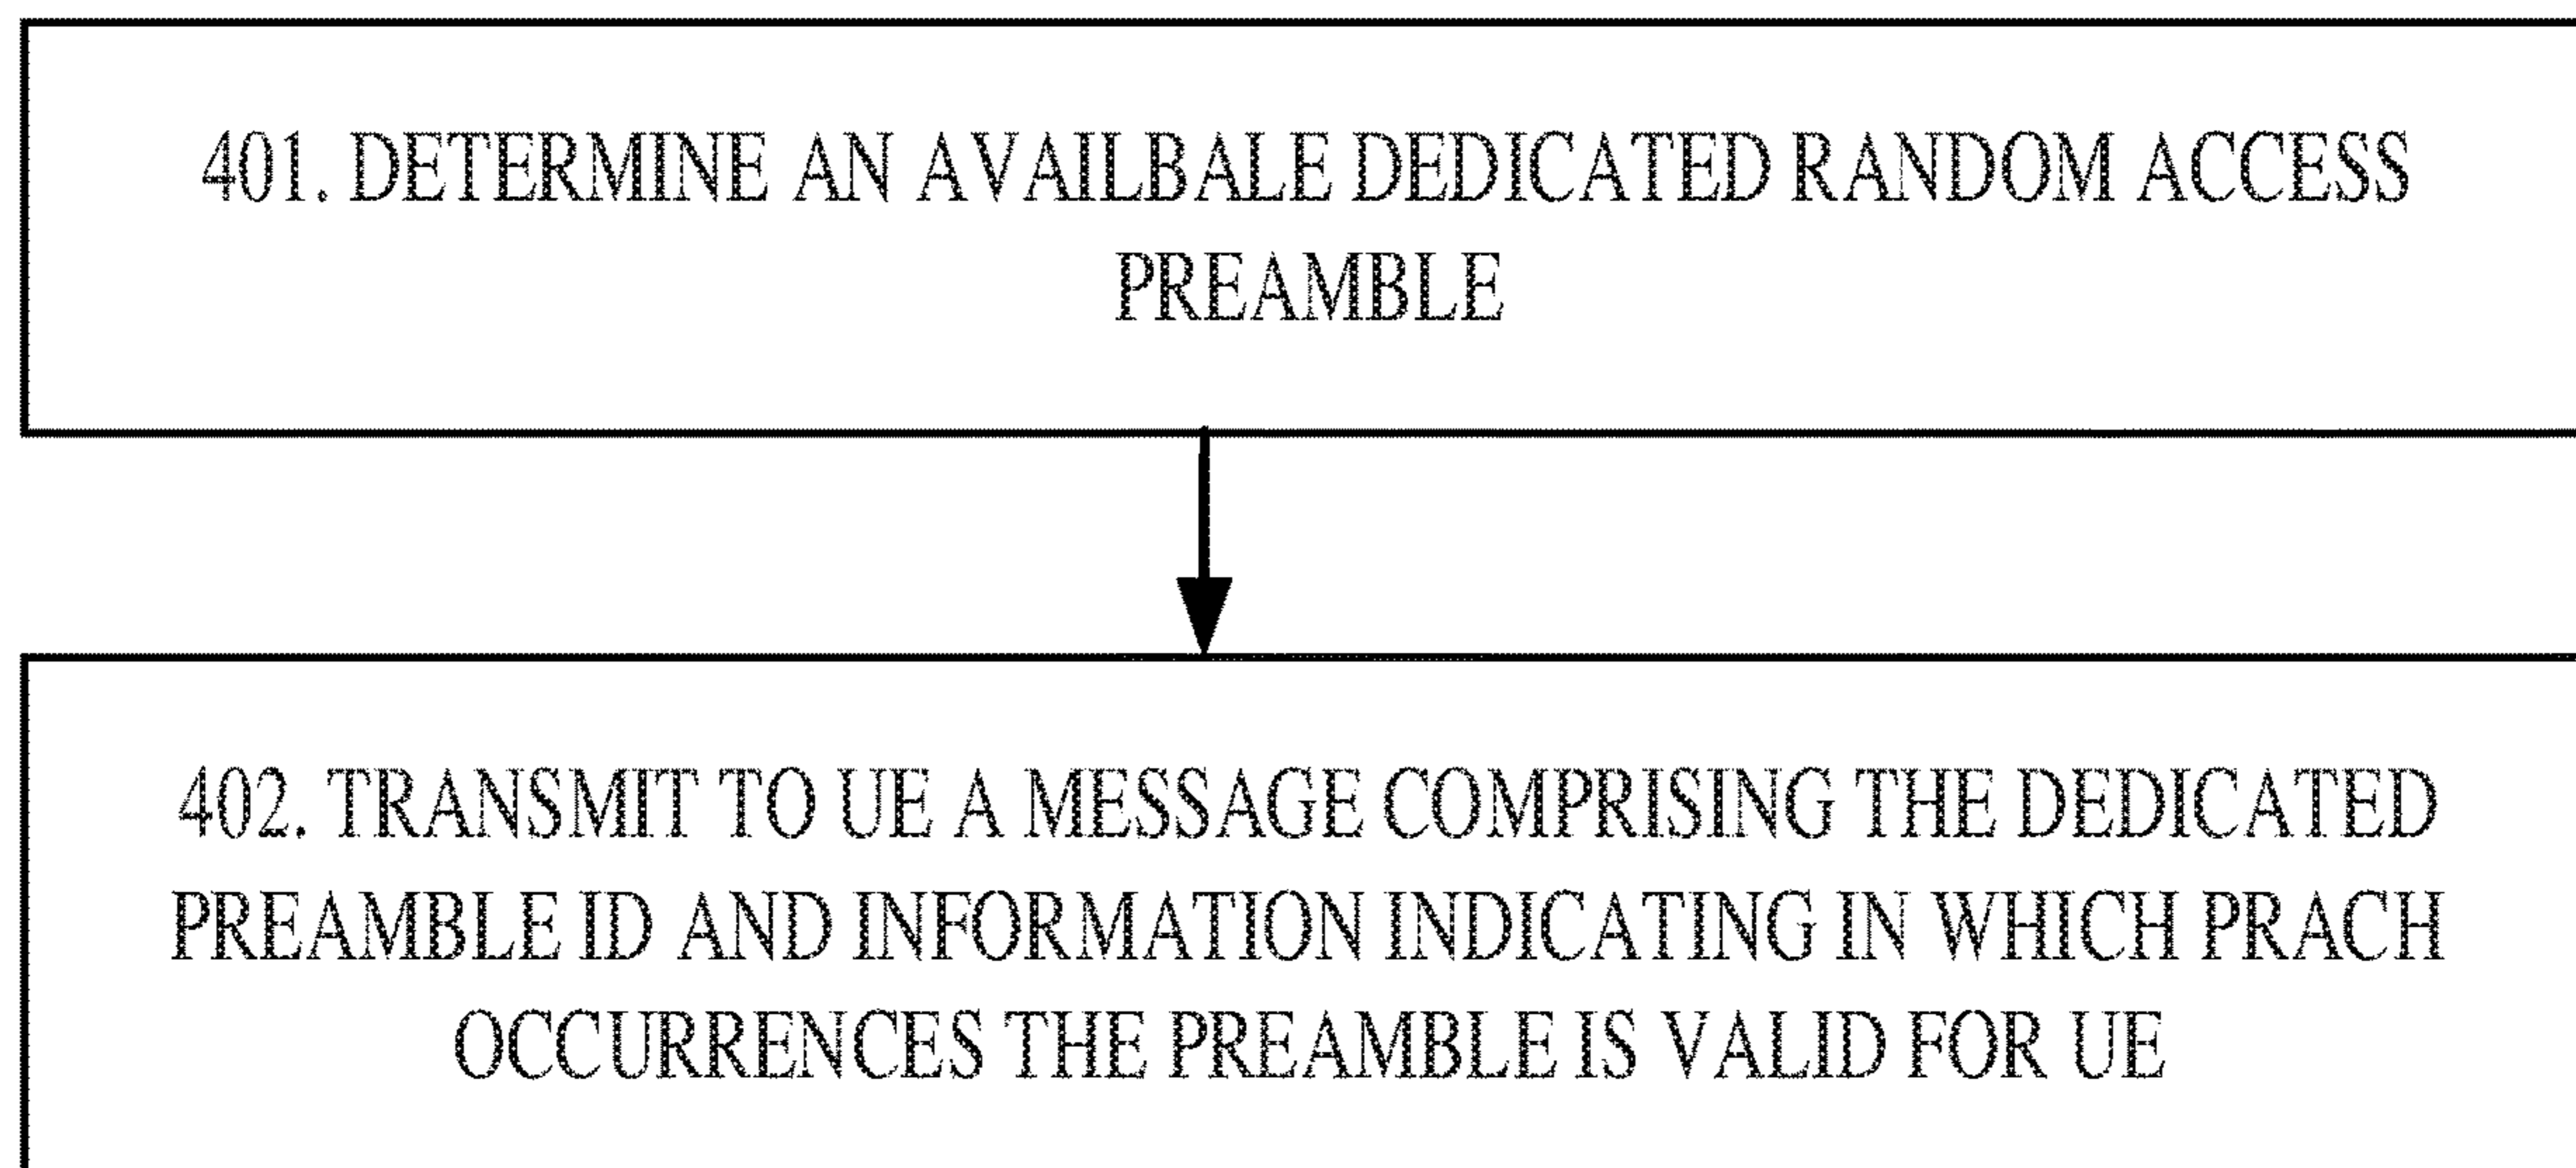 401. DETERMINE AN AVAILBALE DEDICATED RANDOM ACCESS
PREAMBLE
402. TRANSMIT TO UE A MESSAGE COMPRISING THE DEDICATED
PREAMBLE ID AND INFORMATION INDICATING IN WHICH PRACH
OCCURRENCES THE PREAMBLE IS VALID FOR UE